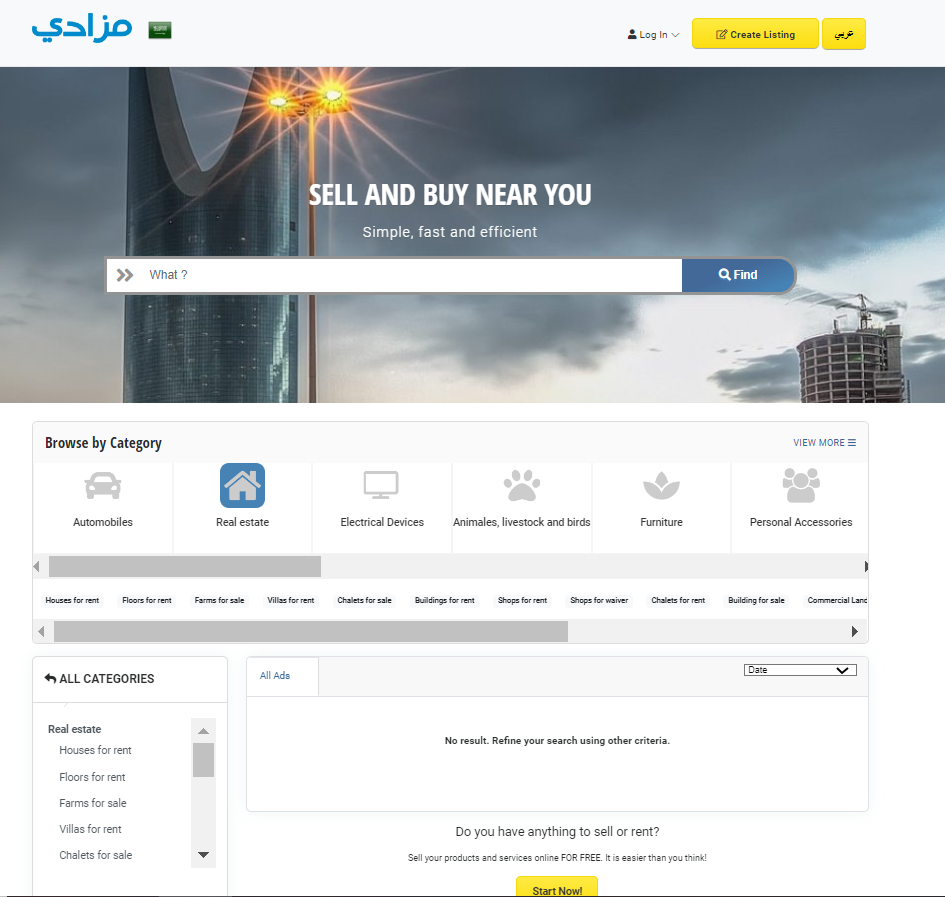 مزادي
Log In
Create Listing
عربي
SELL AND BUY NEAR YOU
Simple, fast and efficient
What ?
Find
Browse by Category
VIEW MORE
Automobiles
Real estate
Electrical Devices
Animales, livestock and birds
Furniture
Personal Accessories
Houses for rent
Floors for rent
Farms for sale
Villas for rent
Chalets for sale
Buildings for rent
Shops for rent
Shops for waiver
Chalets for rent
Building for sale
Commercial Land
ALL CATEGORIES
Real estate
Houses for rent
Floors for rent
Farms for sale
Villas for rent
Chalets for sale
All Ads
Date
No result. Refine your search using other criteria.
Do you have anything to sell or rent?
Sell your products and services online FOR FREE. It is easier than you think!
Start Now!